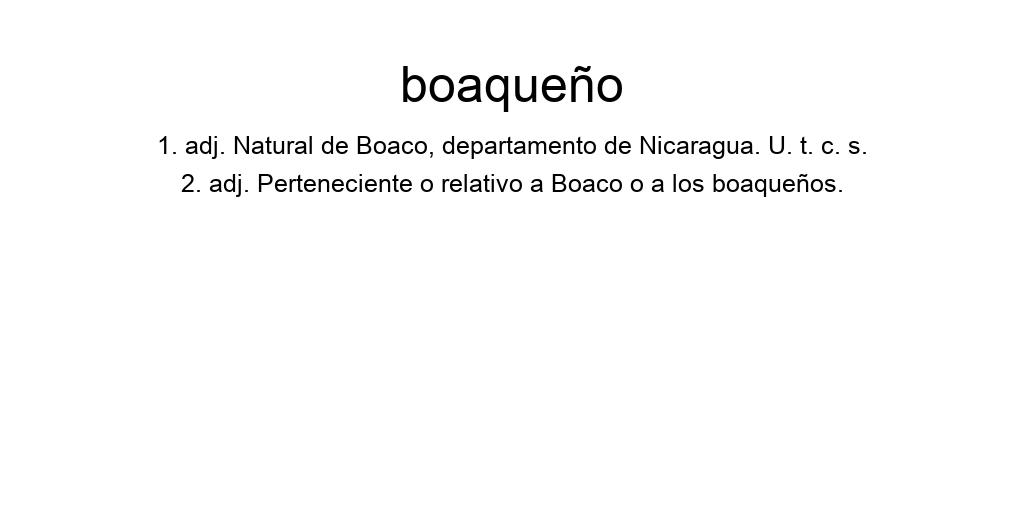 boaqueño
1. adj. Natural de Boaco, departamento de Nicaragua. U. t. c. s.
2. adj. Perteneciente o relativo a Boaco o a los boaqueños.